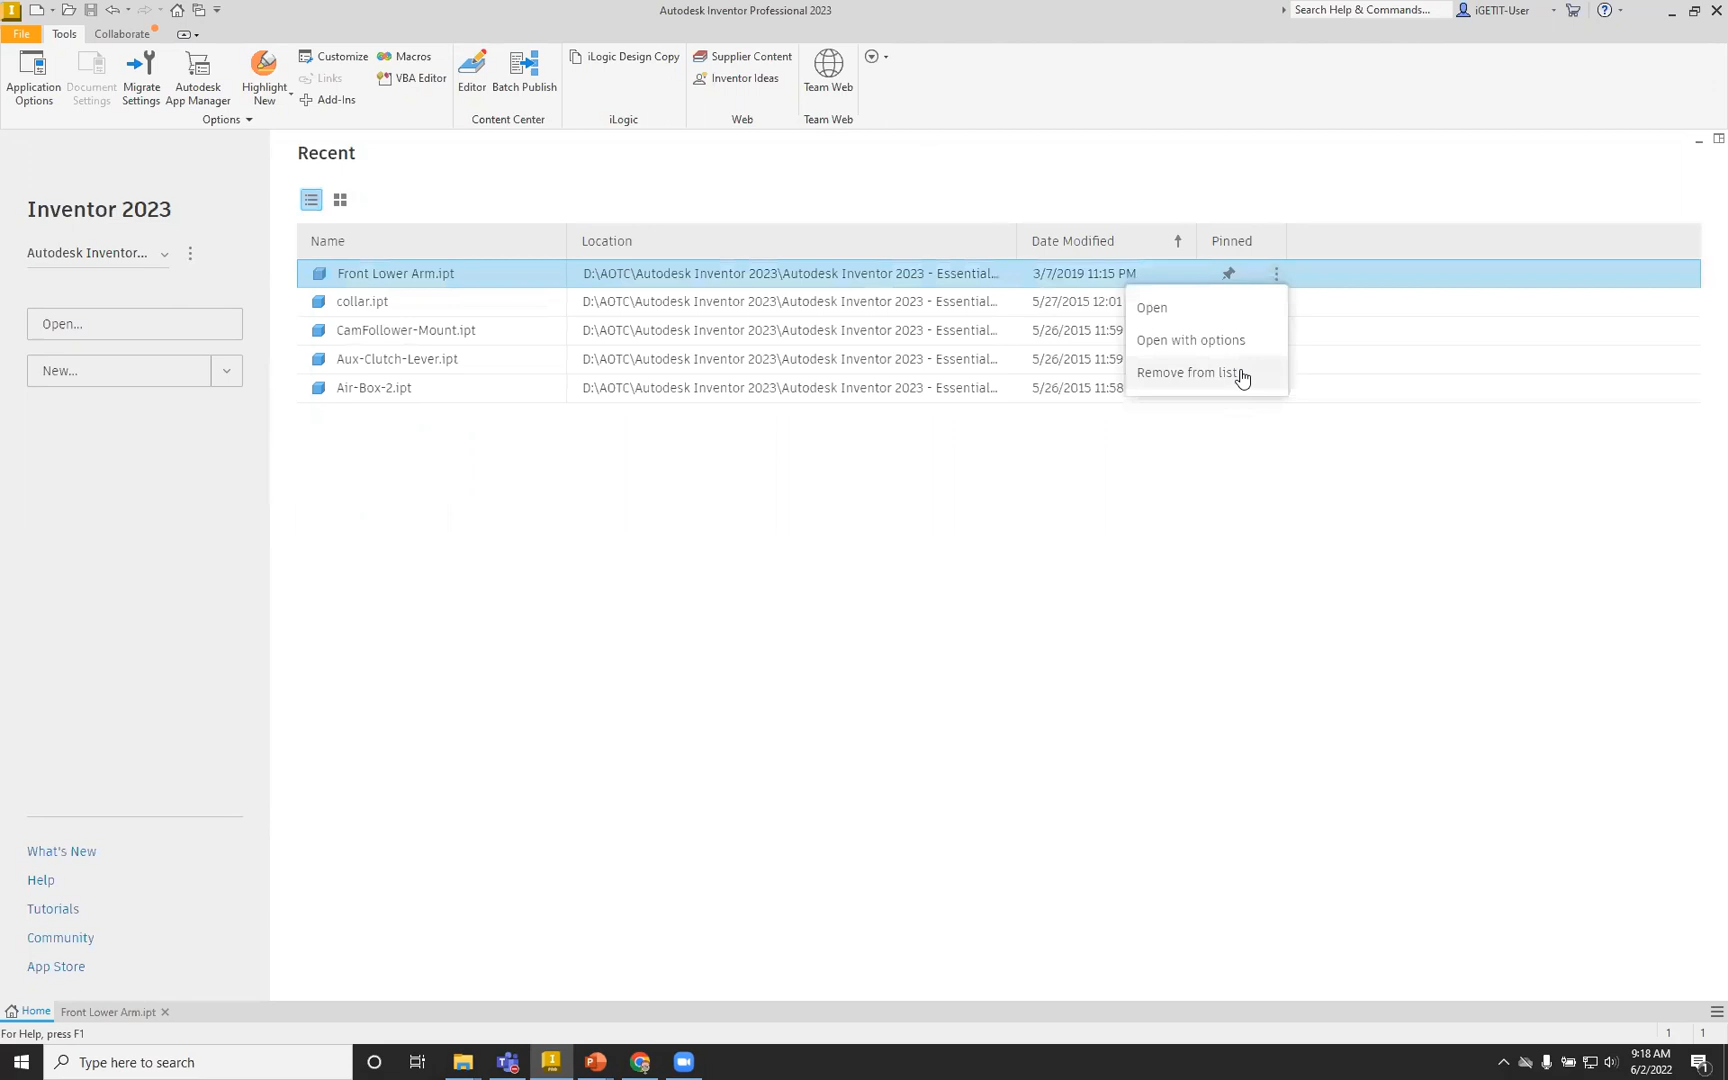 Autodesk Inventor Professional 2023
Search Help & Commands...
iGETIT-User
File
Tools
Collaborate
Application
Options
Document
Settings
Migrate
Settings
Autodesk
App Manager
Highlight
New
Customize
Links
Add-Ins
Macros
VBA Editor
Options
Editor
Batch Publish
Content Center
iLogic Design Copy
iLogic
Supplier Content
Inventor Ideas
Web
Team Web
Team Web
Inventor 2023
Autodesk Inventor...
Open...
New...
What's New
Help
Tutorials
Community
App Store
Recent
Name Location Date Modified Pinned
Front Lower Arm.ipt D:\AOTC\Autodesk Inventor 2023\Autodesk Inventor 2023 - Essential... 3/7/2019 11:15 PM
collar.ipt D:\AOTC\Autodesk Inventor 2023\Autodesk Inventor 2023 - Essential... 5/27/2015 12:01
CamFollower-Mount.ipt D:\AOTC\Autodesk Inventor 2023\Autodesk Inventor 2023 - Essential... 5/26/2015 11:59
Aux-Clutch-Lever.ipt D:\AOTC\Autodesk Inventor 2023\Autodesk Inventor 2023 - Essential... 5/26/2015 11:59
Air-Box-2.ipt D:\AOTC\Autodesk Inventor 2023\Autodesk Inventor 2023 - Essential... 5/26/2015 11:58
Open
Open with options
Remove from list
Home
Front Lower Arm.ipt
For Help, press F1
1 1
Type here to search
9:18 AM
6/2/2022